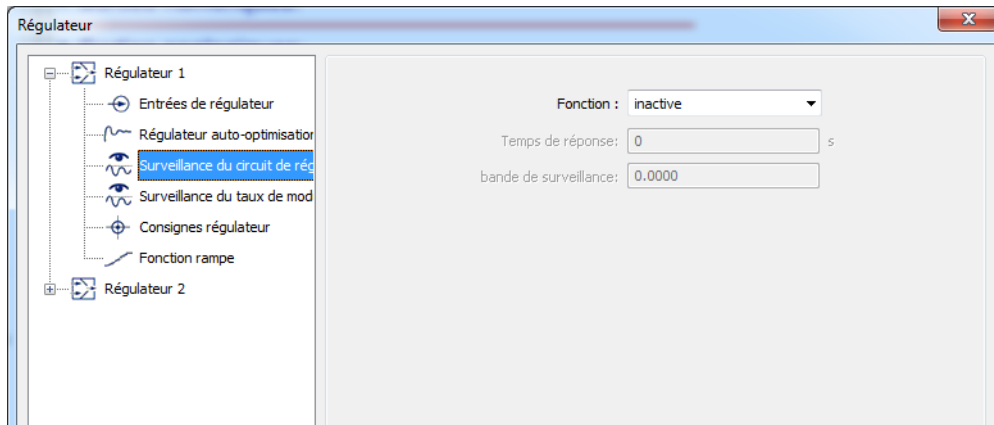 Régulateur
Régulateur 1
Entrées de régulateur
Régulateur auto-optimisation
Surveillance du circuit de rég
Surveillance du taux de mod
Consignes régulateur
Fonction rampe
Régulateur 2
Fonction : inactive
Temps de réponse: 0 s
bande de surveillance: 0.0000